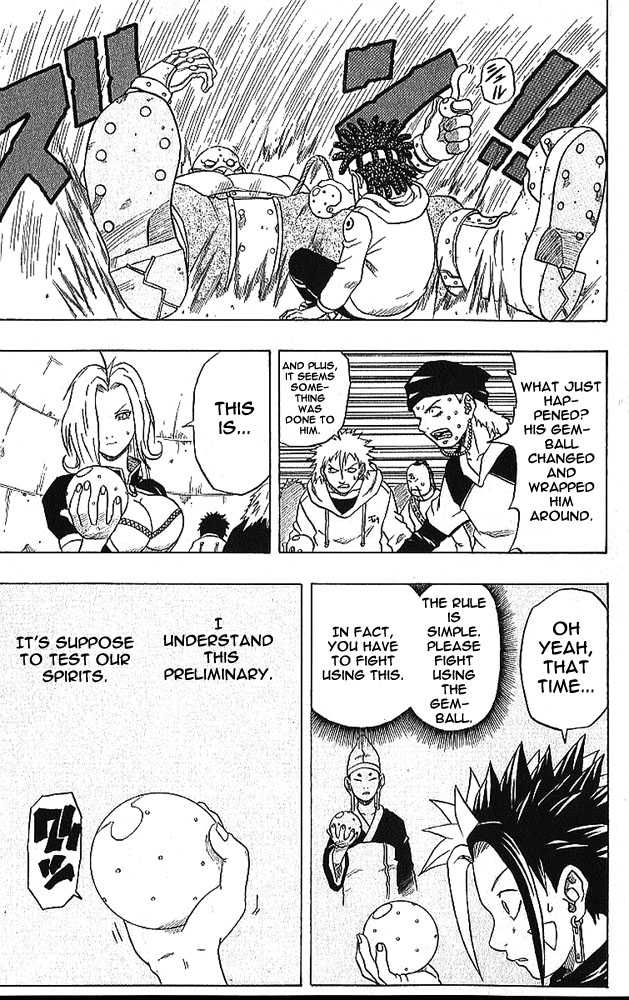 ズ
ン
!!
WHAT JUST
HAP-
PENED?
HIS GEM-
BALL
CHANGED
AND
WRAPPED
HIM
AROUND.
AND PLUS,
IT SEEMS
SOME-
THING
WAS
DONE TO
HIM.
THIS
IS...
OH
YEAH,
THAT
TIME...
THE RULE
IS
SIMPLE.
PLEASE
FIGHT
USING
THE
GEM-
BALL.
IN FACT,
YOU HAVE
TO FIGHT
USING THIS.
I
UNDERSTAND
THIS
PRELIMINARY.
IT'S SUPPOSE
TO TEST OUR
SPIRITS.